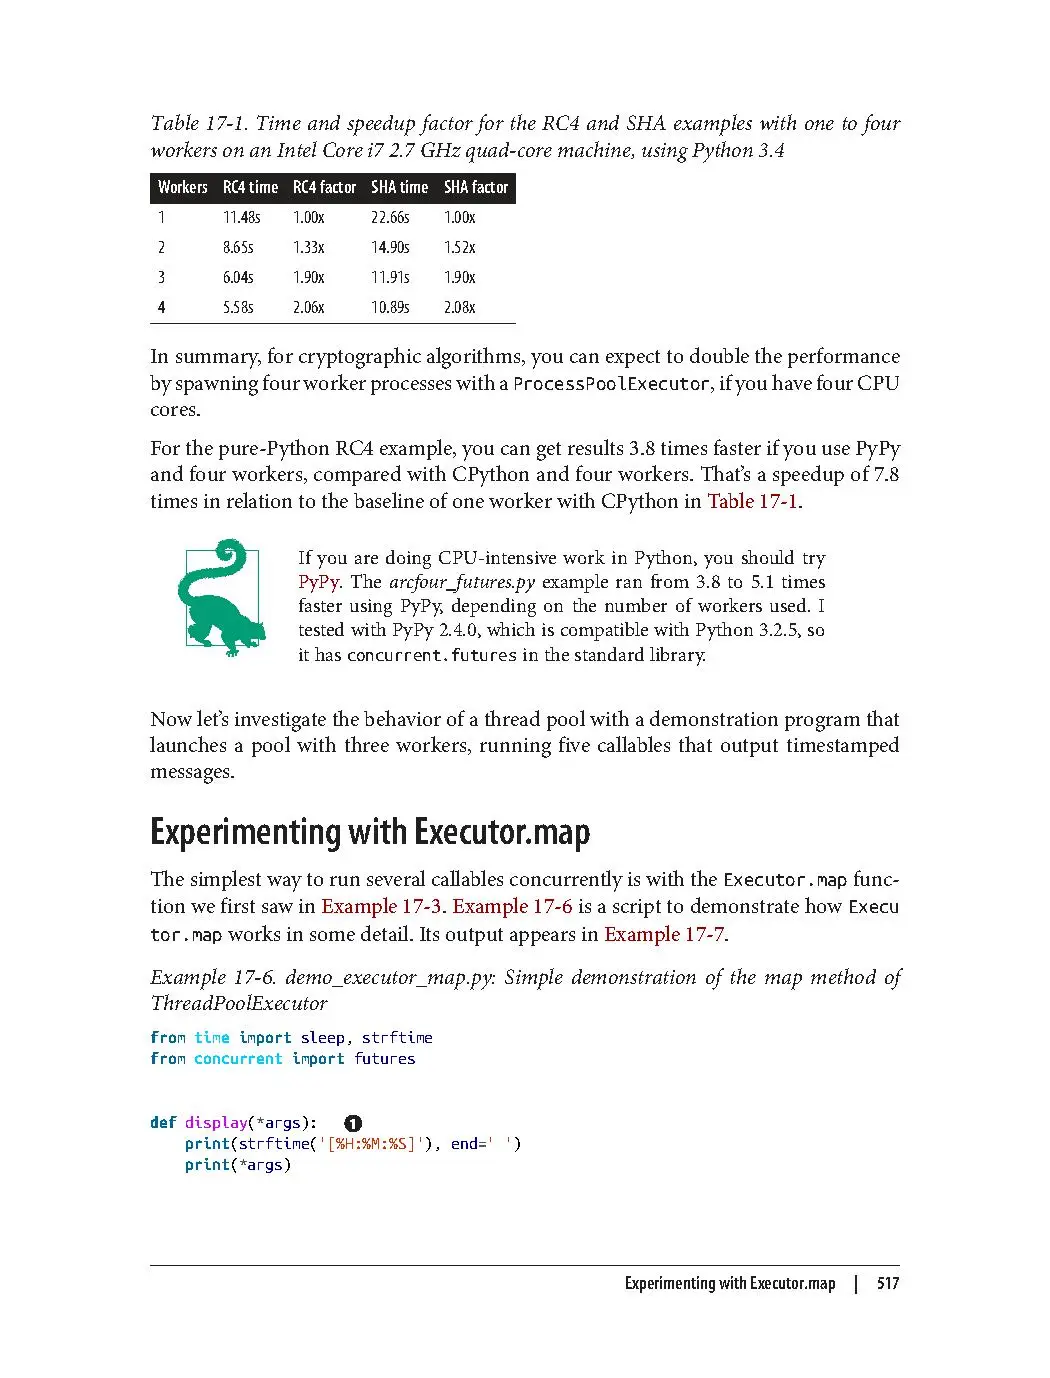 Table 17-1. Time and speedup factor for the RC4 and SHA examples with one to four
workers on an Intel Core i7 2.7 GHz quad-core machine, using Python 3.4
Workers RC4 time RC4 factor SHA time SHA factor
1 11.48s 1.00x 22.66s 1.00x
2 8.65s 1.33x 14.90s 1.52x
3 6.04s 1.90x 11.91s 1.90x
4 5.58s 2.06x 10.89s 2.08x
In summary, for cryptographic algorithms, you can expect to double the performance
by spawning four worker processes with a ProcessPoolExecutor, if you have four CPU
cores.
For the pure-Python RC4 example, you can get results 3.8 times faster if you use PyPy
and four workers, compared with CPython and four workers. That’s a speedup of 7.8
times in relation to the baseline of one worker with CPython in Table 17-1.
If you are doing CPU-intensive work in Python, you should try
PyPy. The arcfour_futures.py example ran from 3.8 to 5.1 times
faster using PyPy, depending on the number of workers used. I
tested with PyPy 2.4.0, which is compatible with Python 3.2.5, so
it has concurrent.futures in the standard library.
Now let’s investigate the behavior of a thread pool with a demonstration program that
launches a pool with three workers, running five callables that output timestamped
messages.
Experimenting with Executor.map
The simplest way to run several callables concurrently is with the Executor.map func-
tion we first saw in Example 17-3. Example 17-6 is a script to demonstrate how Execu
tor.map works in some detail. Its output appears in Example 17-7.
Example 17-6. demo_executor_map.py: Simple demonstration of the map method of
ThreadPoolExecutor
from time import sleep, strftime
from concurrent import futures
def display(*args): ❶
    print(strftime('[%H:%M:%S]'), end=' ')
    print(*args)
Experimenting with Executor.map | 517